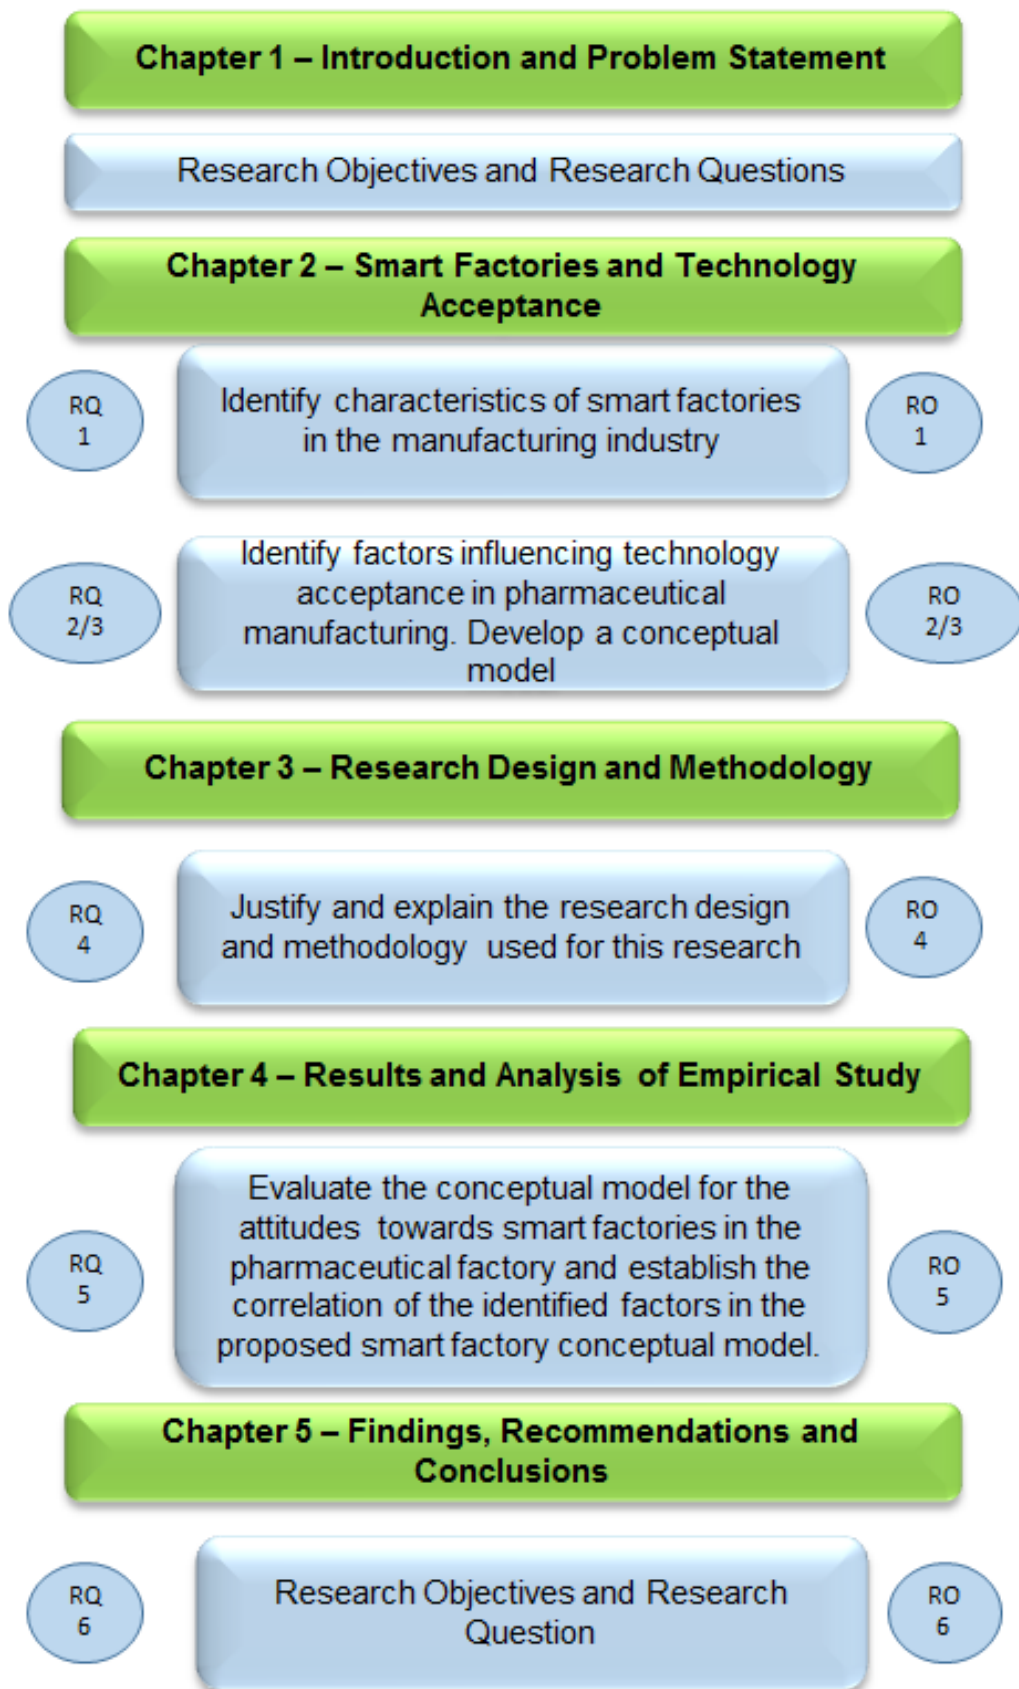 Chapter 1 – Introduction and Problem Statement
Research Objectives and Research Questions
Chapter 2 – Smart Factories and Technology
Acceptance
RQ
1
Identify characteristics of smart factories
in the manufacturing industry
RO
1
RQ
2/3
Identify factors influencing technology
acceptance in pharmaceutical
manufacturing. Develop a conceptual
model
RO
2/3
Chapter 3 – Research Design and Methodology
RQ
4
Justify and explain the research design
and methodology used for this research
RO
4
Chapter 4 – Results and Analysis of Empirical Study
RQ
5
Evaluate the conceptual model for the
attitudes towards smart factories in the
pharmaceutical factory and establish the
correlation of the identified factors in the
proposed smart factory conceptual model.
RO
5
Chapter 5 – Findings, Recommendations and
Conclusions
RQ
6
Research Objectives and Research
Question
RO
6